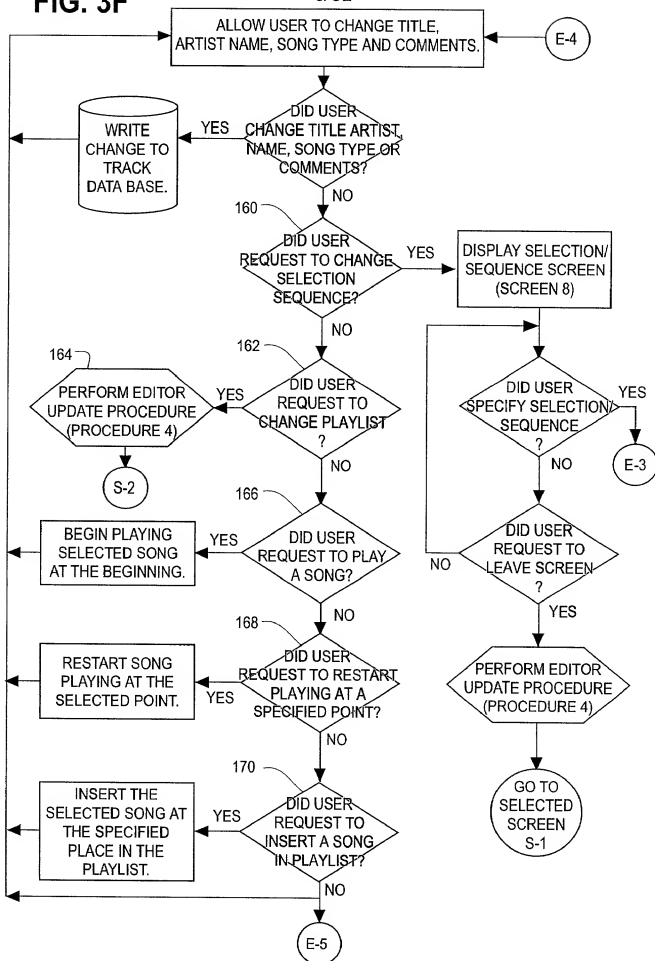 FIG. 3F
ALLOW USER TO CHANGE TITLE,
ARTIST NAME, SONG TYPE AND COMMENTS.
E-4
DID USER
CHANGE TITLE ARTIST,
NAME, SONG TYPE OR
COMMENTS?
YES
WRITE
CHANGE TO
TRACK
DATA BASE.
NO
160
DID USER
REQUEST TO CHANGE
SELECTION
SEQUENCE?
YES
DISPLAY SELECTION/
SEQUENCE SCREEN
(SCREEN 8)
NO
162
DID USER
REQUEST TO
CHANGE PLAYLIST
?
YES
164
PERFORM EDITOR
UPDATE PROCEDURE
(PROCEDURE 4)
S-2
NO
DID USER
SPECIFY SELECTION/
SEQUENCE
?
YES
E-3
NO
166
DID USER
REQUEST TO PLAY
A SONG?
YES
BEGIN PLAYING
SELECTED SONG
AT THE BEGINNING.
NO
DID USER
REQUEST TO
LEAVE SCREEN
?
NO
YES
168
DID USER
REQUEST TO RESTART
PLAYING AT A
SPECIFIED POINT?
YES
RESTART SONG
PLAYING AT THE
SELECTED POINT.
NO
PERFORM EDITOR
UPDATE PROCEDURE
(PROCEDURE 4)
170
DID USER
REQUEST TO
INSERT A SONG
IN PLAYLIST?
YES
INSERT THE
SELECTED SONG AT
THE SPECIFIED
PLACE IN THE
PLAYLIST.
NO
GO TO
SELECTED
SCREEN
S-1
E-5